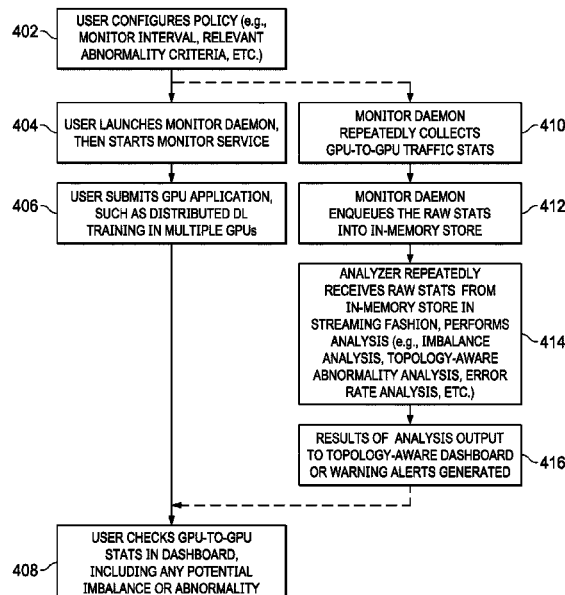 402
USER CONFIGURES POLICY (e.g.,
MONITOR INTERVAL, RELEVANT
ABNORMALITY CRITERIA, ETC.)
404
USER LAUNCHES MONITOR DAEMON,
THEN STARTS MONITOR SERVICE
406
USER SUBMITS GPU APPLICATION,
SUCH AS DISTRIBUTED DL
TRAINING IN MULTIPLE GPUs
MONITOR DAEMON
REPEATEDLY COLLECTS
GPU-TO-GPU TRAFFIC STATS
410
MONITOR DAEMON
ENQUEUES THE RAW STATS
INTO IN-MEMORY STORE
412
ANALYZER REPEATEDLY
RECEIVES RAW STATS FROM
IN-MEMORY STORE IN
STREAMING FASHION, PERFORMS
ANALYSIS (e.g., IMBALANCE
ANALYSIS, TOPOLOGY-AWARE
ABNORMALITY ANALYSIS, ERROR
RATE ANALYSIS, ETC.)
414
RESULTS OF ANALYSIS OUTPUT
TO TOPOLOGY-AWARE DASHBOARD
OR WARNING ALERTS GENERATED
416
408
USER CHECKS GPU-TO-GPU
STATS IN DASHBOARD,
INCLUDING ANY POTENTIAL
IMBALANCE OR ABNORMALITY